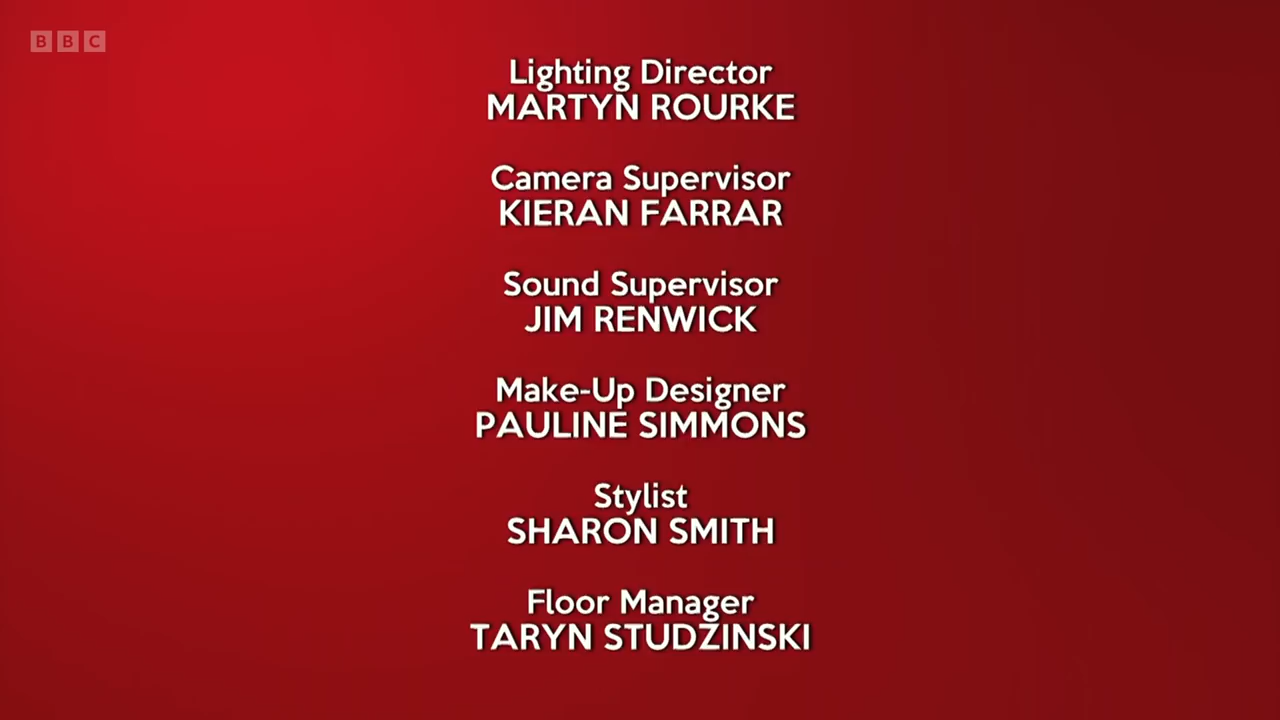 BBC
Lighting Director
MARTYN ROURKE
Camera Supervisor
KIERAN FARRAR
Sound Supervisor
JIM RENWICK
Make-Up Designer
PAULINE SIMMONS
Stylist
SHARON SMITH
Floor Manager
TARYN STUDZINSKI